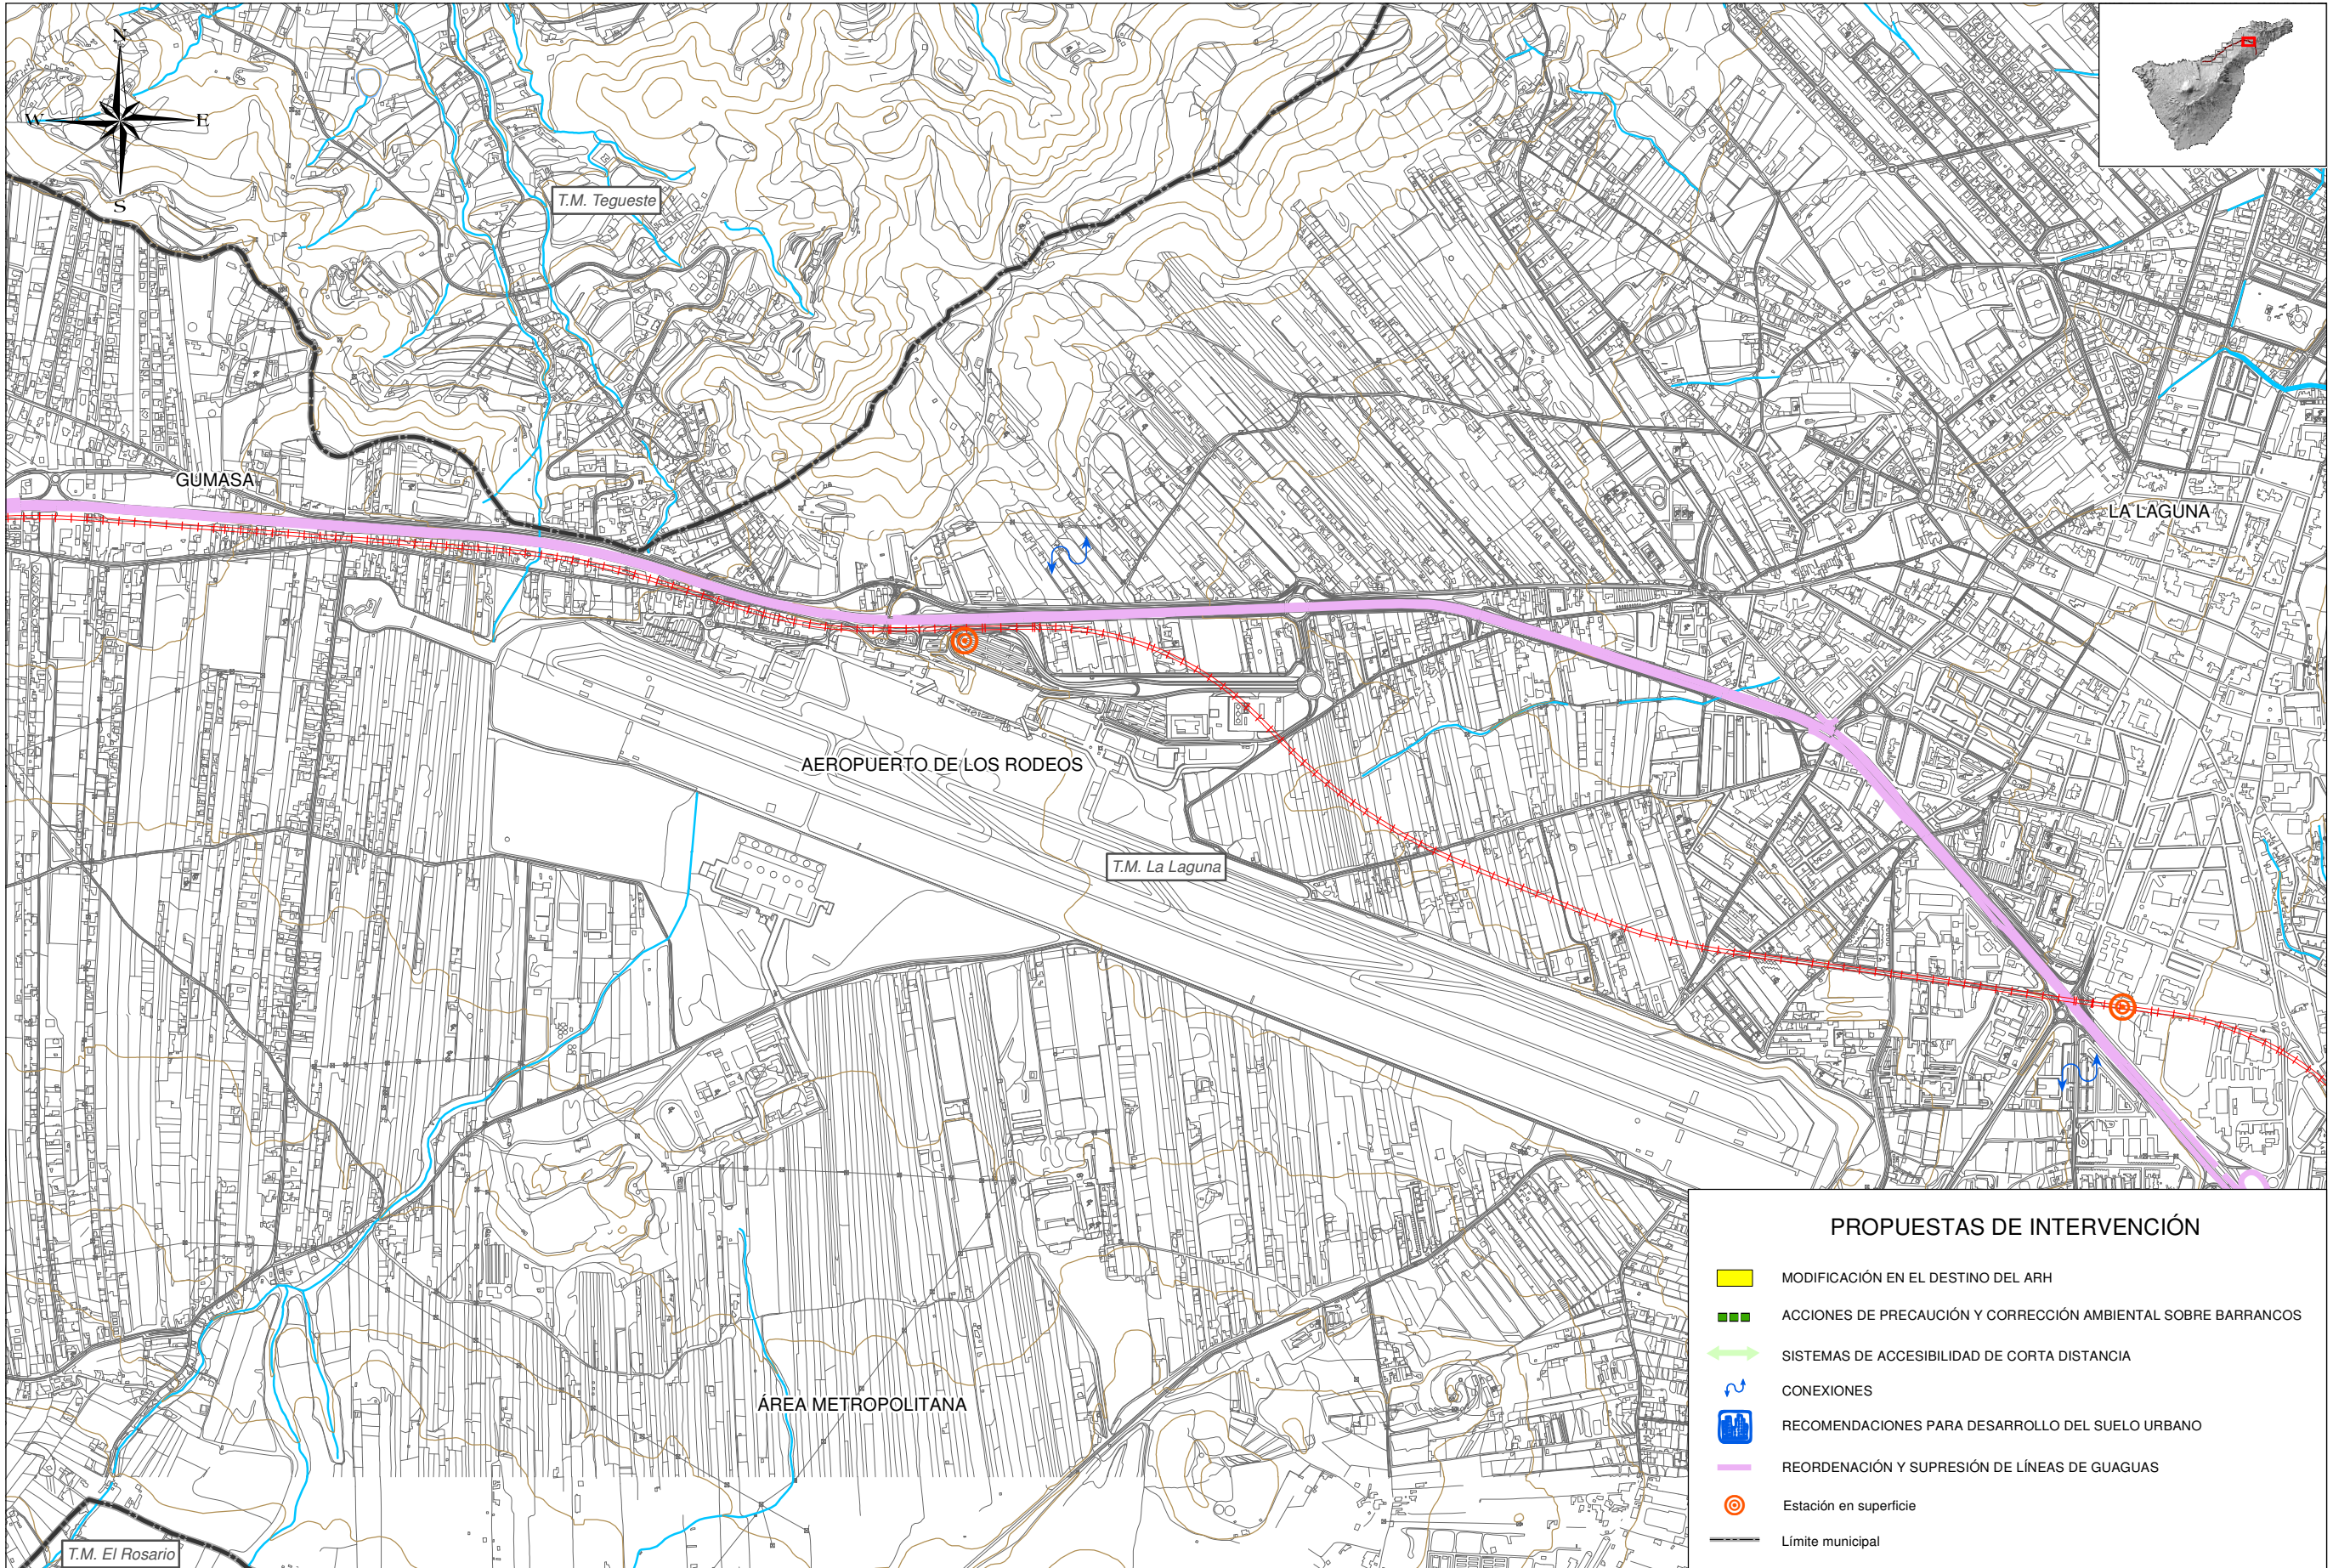 N
W E
S
T.M. Tegueste
GUMASA
LA LAGUNA
AEROPUERTO DE LOS RODEOS
T.M. La Laguna
ÁREA METROPOLITANA
T.M. El Rosario
PROPUESTAS DE INTERVENCIÓN
MODIFICACIÓN EN EL DESTINO DEL ARH
ACCIONES DE PRECAUCIÓN Y CORRECCIÓN AMBIENTAL SOBRE BARRANCOS
SISTEMAS DE ACCESIBILIDAD DE CORTA DISTANCIA
CONEXIONES
RECOMENDACIONES PARA DESARROLLO DEL SUELO URBANO
REORDENACIÓN Y SUPRESIÓN DE LÍNEAS DE GUAGUAS
Estación en superficie
Límite municipal